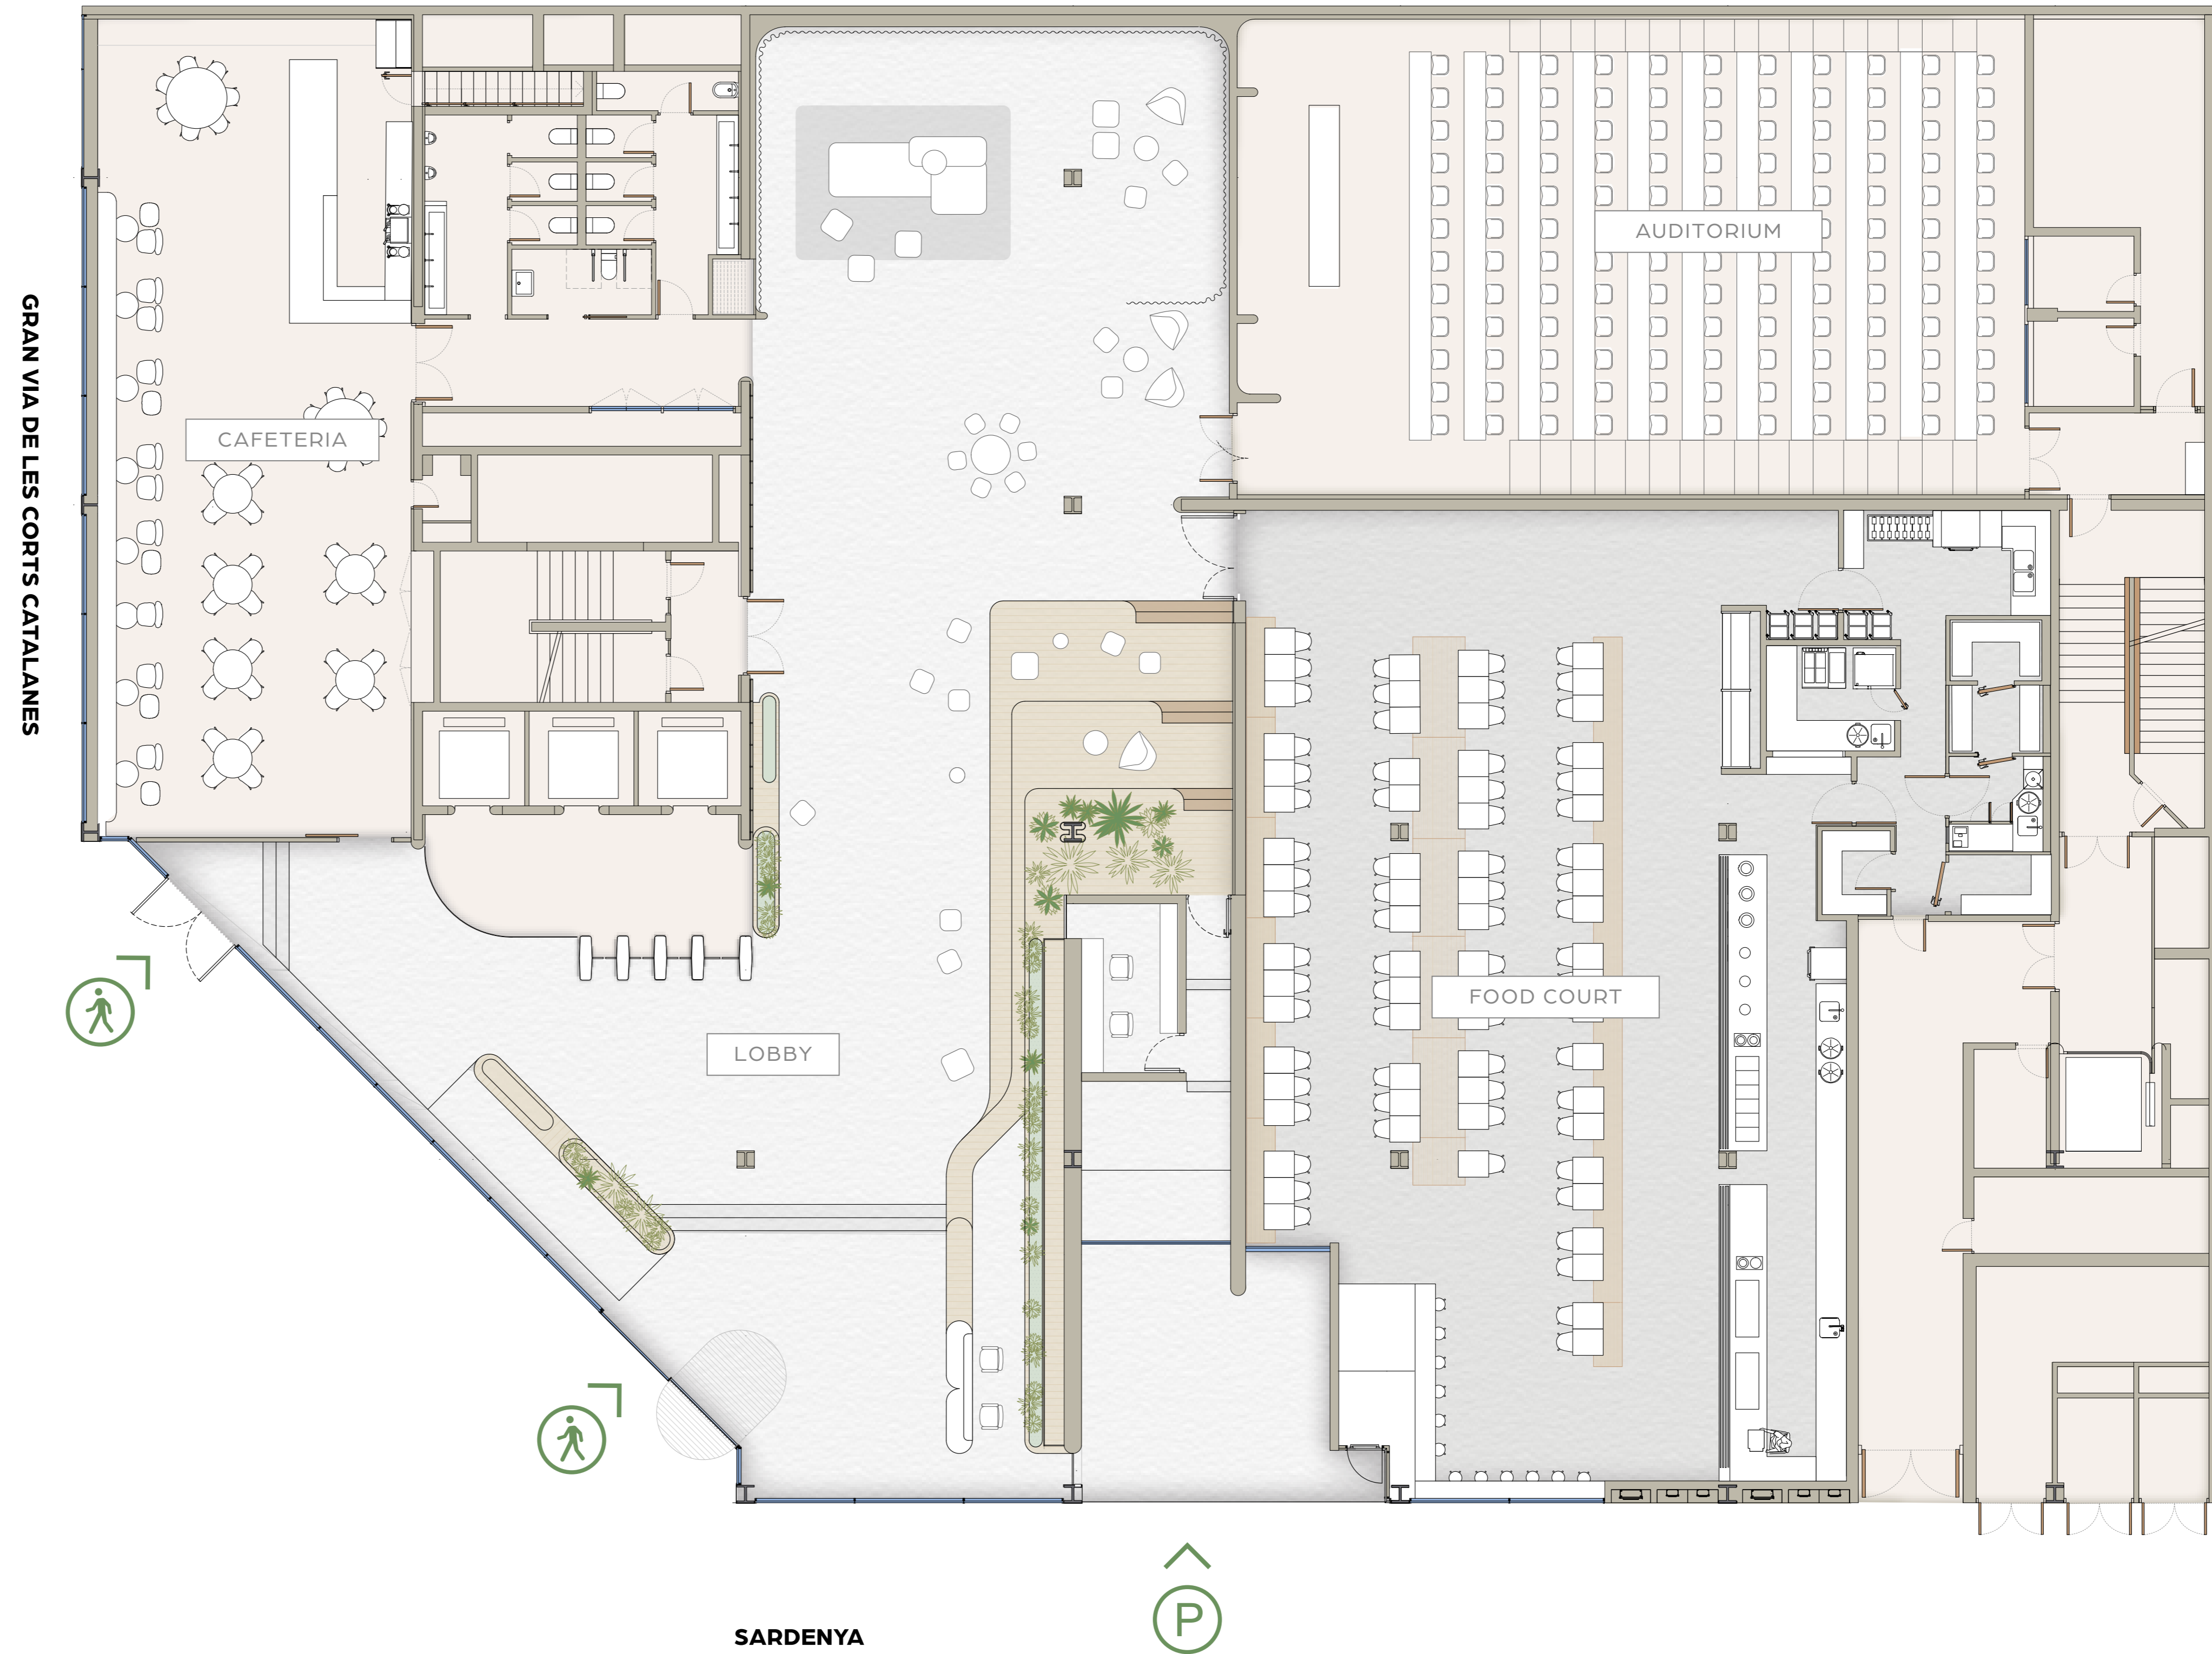 AUDITORIUM
GRAN VIA DE LES CORTS CATALANES
CAFETERIA
FOOD COURT
LOBBY
P
SARDENYA